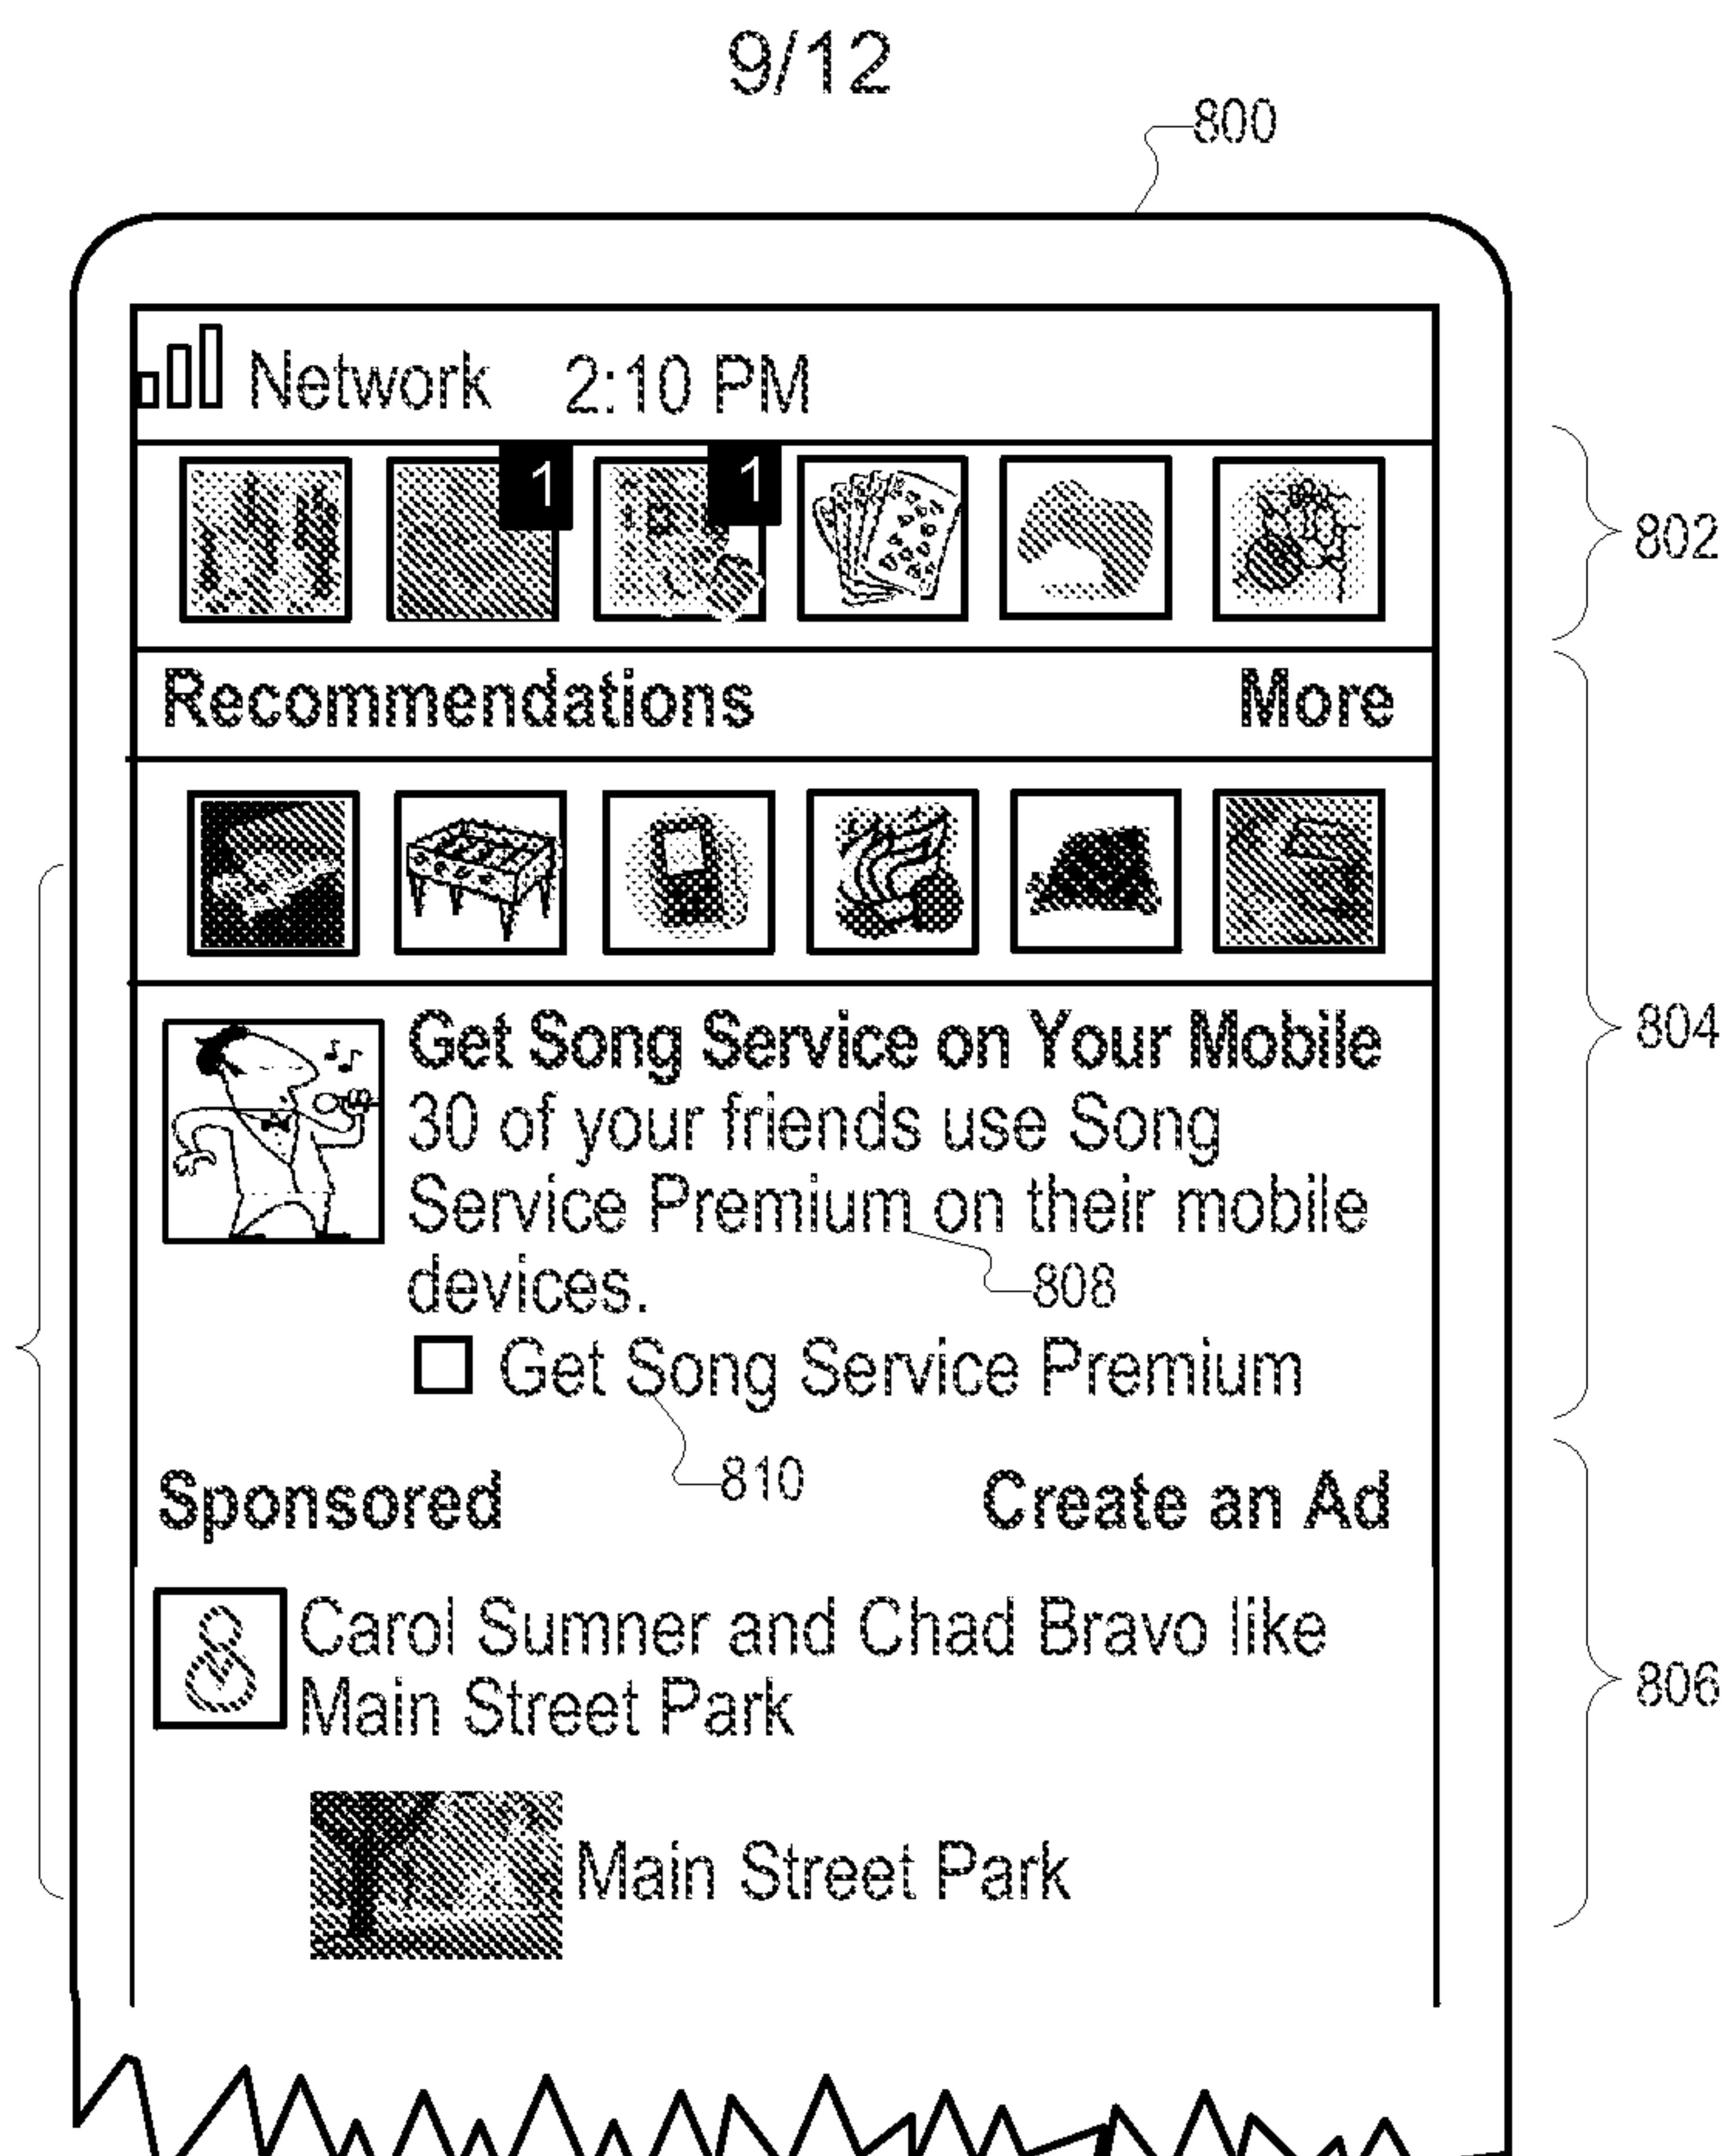 9/12
800
Network 2:10 PM
1 1
802
Recommendations More
Get Song Service on Your Mobile
30 of your friends use Song
Service Premium on their mobile
devices.
804
808
Get Song Service Premium
810
Sponsored Create an Ad
Carol Sumner and Chad Bravo like
Main Street Park
806
Main Street Park